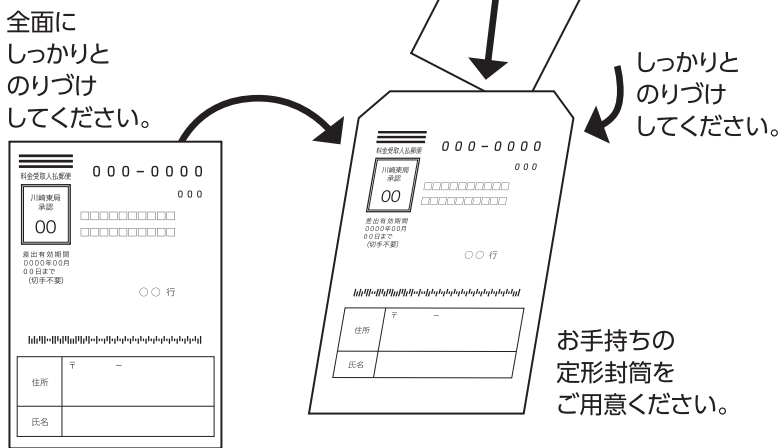 全面に
しっかりと
のりづけ
してください。
料金受取人払郵便
000-0000
川崎東局
承認
00
000
□□□□□□□□□□
□□□□□□□□□□
差出有効期間
0000年00月
00日まで
(切手不要)
○○ 行
住所
〒 -
氏名
しっかりと
のりづけ
してください。
料金受取人払郵便
000-0000
川崎東局
承認
00
000
□□□□□□□□□□
□□□□□□□□□□
差出有効期間
0000年00月
00日まで
(切手不要)
○○ 行
住所
〒 -
氏名
お手持ちの
定形封筒を
ご用意ください。